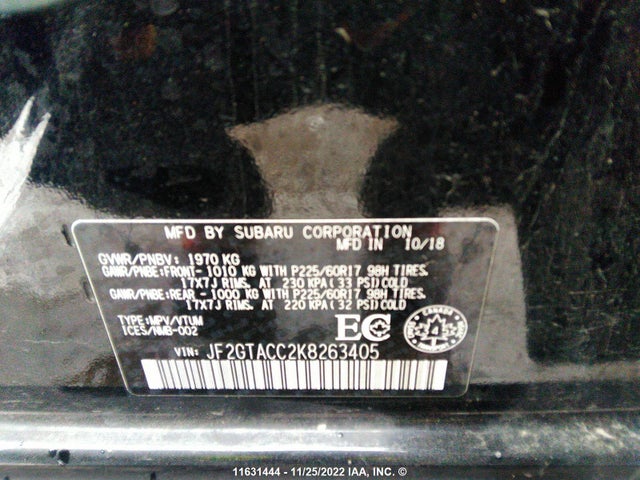 MFD BY SUBARU CORPORATION
MFD IN 10/18
GVWR/PNBV: 1970 KG
GAWR/PNBE:FRONT- 1010 KG WITH P225/60R17 98H TIRES.
17X7J RIMS. AT 230 KPA(33 PSI)COLD
GAWR/PNBE:REAR - 1000 KG WITH P225/60R17 98H TIRES.
17X7J RIMS. AT 220 KPA(32 PSI)COLD
TYPE:MPV/VTUM
ICES/NMB-002
EC
CANADA
VIN: JF2GTACC2K8263405
11631444 - 11/25/2022 IAA, INC. ©